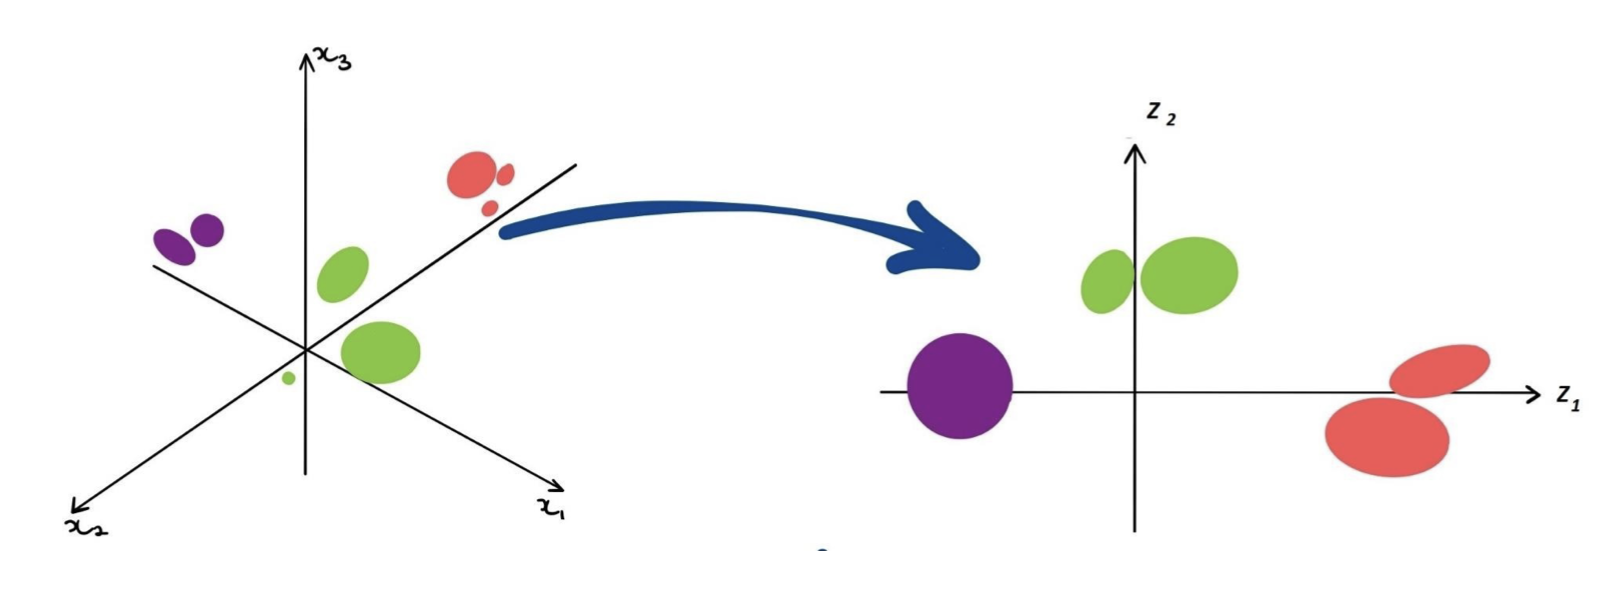 x₃
x₂
x₁
z₂
z₁